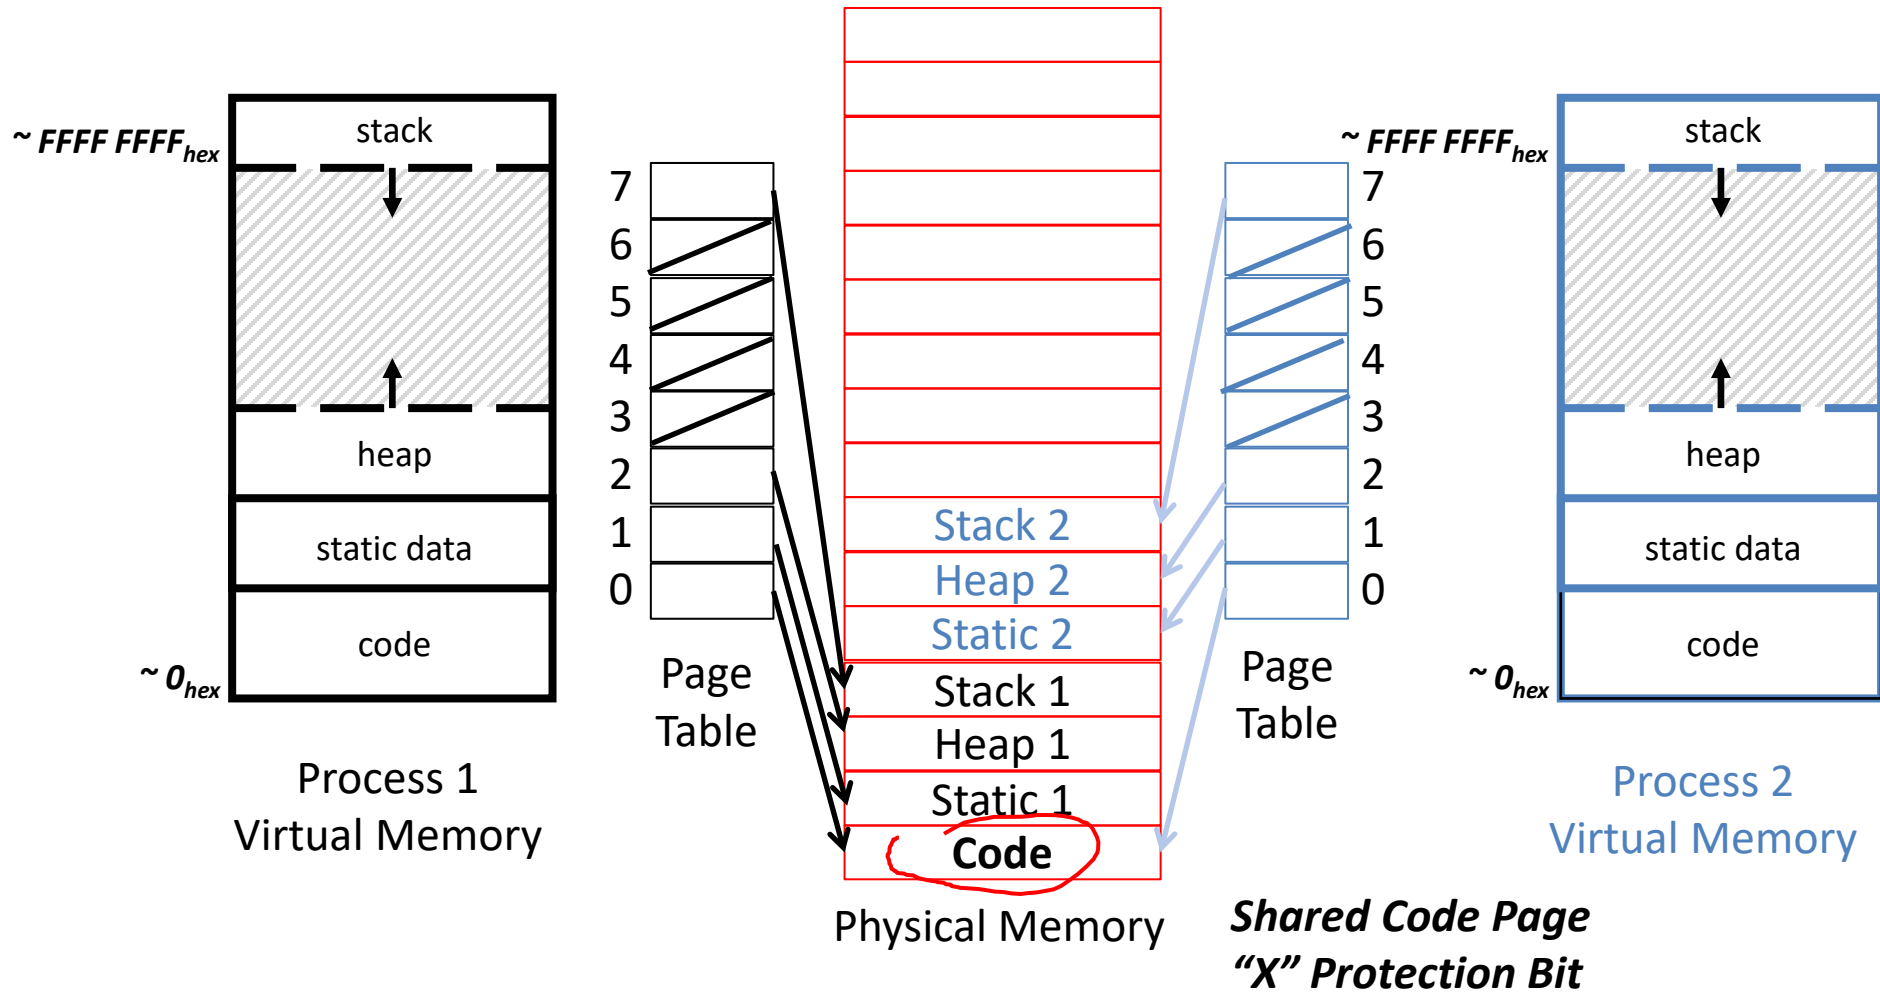 ~ FFFF FFFFhex
stack
heap
static data
code
~ 0hex
Process 1
Virtual Memory
7
6
5
4
3
2
1
0
Page
Table
Stack 2
Heap 2
Static 2
Stack 1
Heap 1
Static 1
Code
Physical Memory
~ FFFF FFFFhex
7
6
5
4
3
2
1
0
Page
Table
stack
heap
static data
code
~ 0hex
Process 2
Virtual Memory
Shared Code Page
“X” Protection Bit